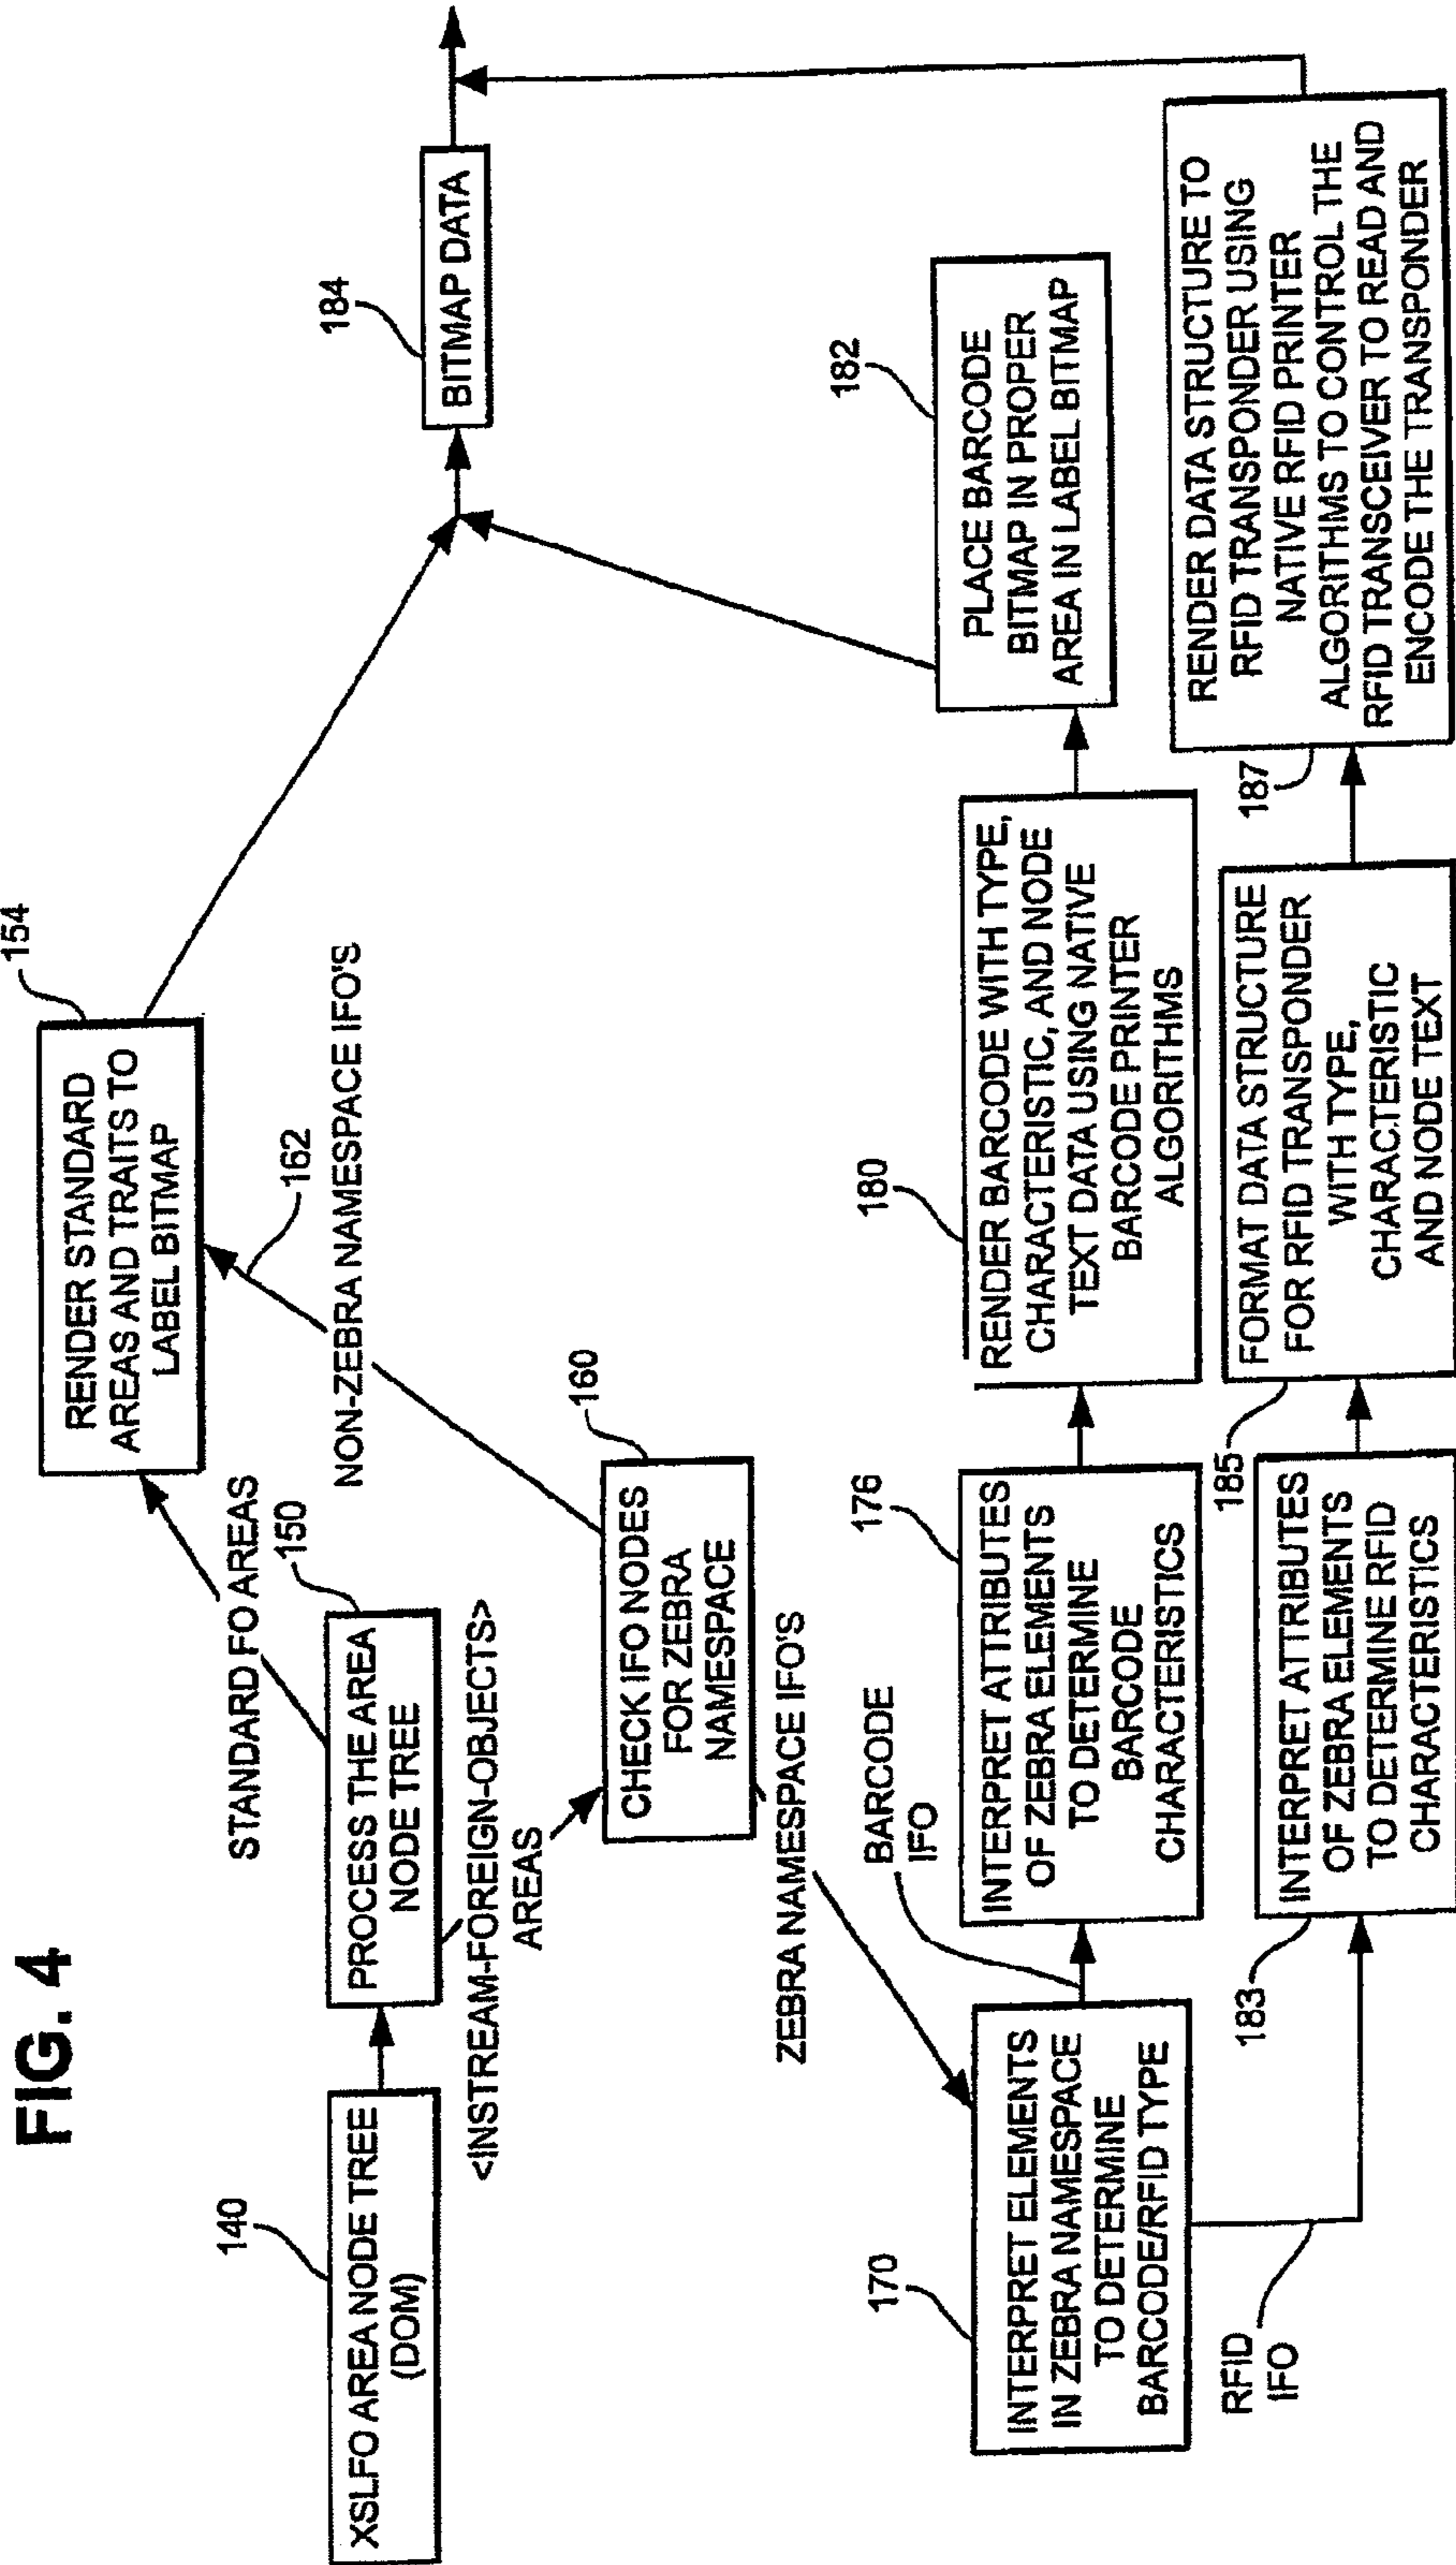 FIG. 4
140
XSLFO AREA NODE TREE
(DOM)
150
PROCESS THE AREA
NODE TREE
STANDARD FO AREAS
154
RENDER STANDARD
AREAS AND TRAITS TO
LABEL BITMAP
<INSTREAM-FOREIGN-OBJECTS>
AREAS
160
CHECK IFO NODES
FOR ZEBRA
NAMESPACE
162
NON-ZEBRA NAMESPACE IFO'S
ZEBRA NAMESPACE IFO'S
170
INTERPRET ELEMENTS
IN ZEBRA NAMESPACE
TO DETERMINE
BARCODE/RFID TYPE
BARCODE
IFO
176
INTERPRET ATTRIBUTES
OF ZEBRA ELEMENTS
TO DETERMINE
BARCODE
CHARACTERISTICS
180
RENDER BARCODE WITH TYPE,
CHARACTERISTIC, AND NODE
TEXT DATA USING NATIVE
BARCODE PRINTER
ALGORITHMS
182
PLACE BARCODE
BITMAP IN PROPER
AREA IN LABEL BITMAP
184
BITMAP DATA
RFID
IFO
183
INTERPRET ATTRIBUTES
OF ZEBRA ELEMENTS
TO DETERMINE RFID
CHARACTERISTICS
185
FORMAT DATA STRUCTURE
FOR RFID TRANSPONDER
WITH TYPE,
CHARACTERISTIC
AND NODE TEXT
187
RENDER DATA STRUCTURE TO
RFID TRANSPONDER USING
NATIVE RFID PRINTER
ALGORITHMS TO CONTROL THE
RFID TRANSCEIVER TO READ AND
ENCODE THE TRANSPONDER